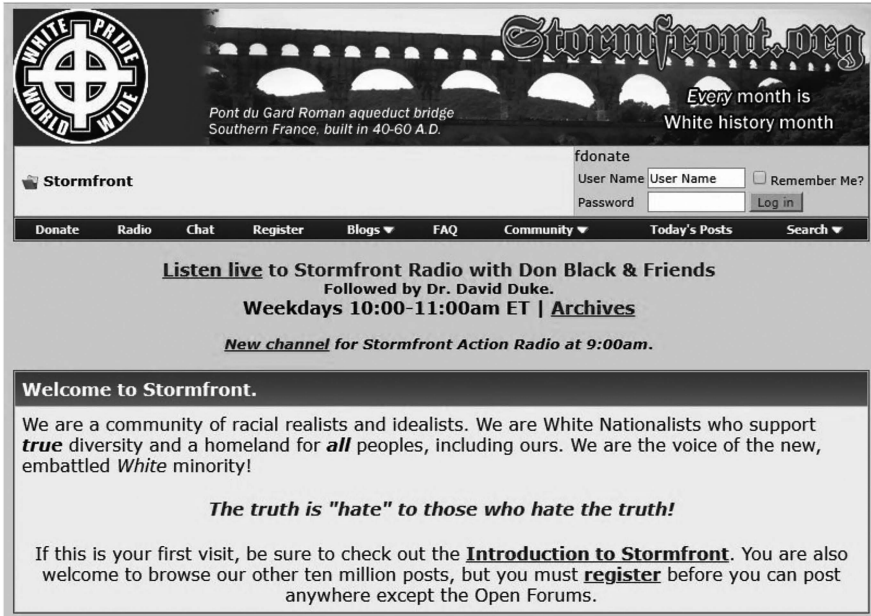 WHITE PRIDE
WORLD WIDE
Stormfront.org
Every month is
White history month
Pont du Gard Roman aqueduct bridge
Southern France, built in 40-60 A.D.
fdonate
Stormfront
User Name User Name Remember Me?
Password Log in
Donate Radio Chat Register Blogs FAQ Community Today's Posts Search
Listen live to Stormfront Radio with Don Black & Friends
Followed by Dr. David Duke.
Weekdays 10:00-11:00am ET | Archives
New channel for Stormfront Action Radio at 9:00am.
Welcome to Stormfront.
We are a community of racial realists and idealists. We are White Nationalists who support
true diversity and a homeland for all peoples, including ours. We are the voice of the new,
embattled White minority!
The truth is "hate" to those who hate the truth!
If this is your first visit, be sure to check out the Introduction to Stormfront. You are also
welcome to browse our other ten million posts, but you must register before you can post
anywhere except the Open Forums.